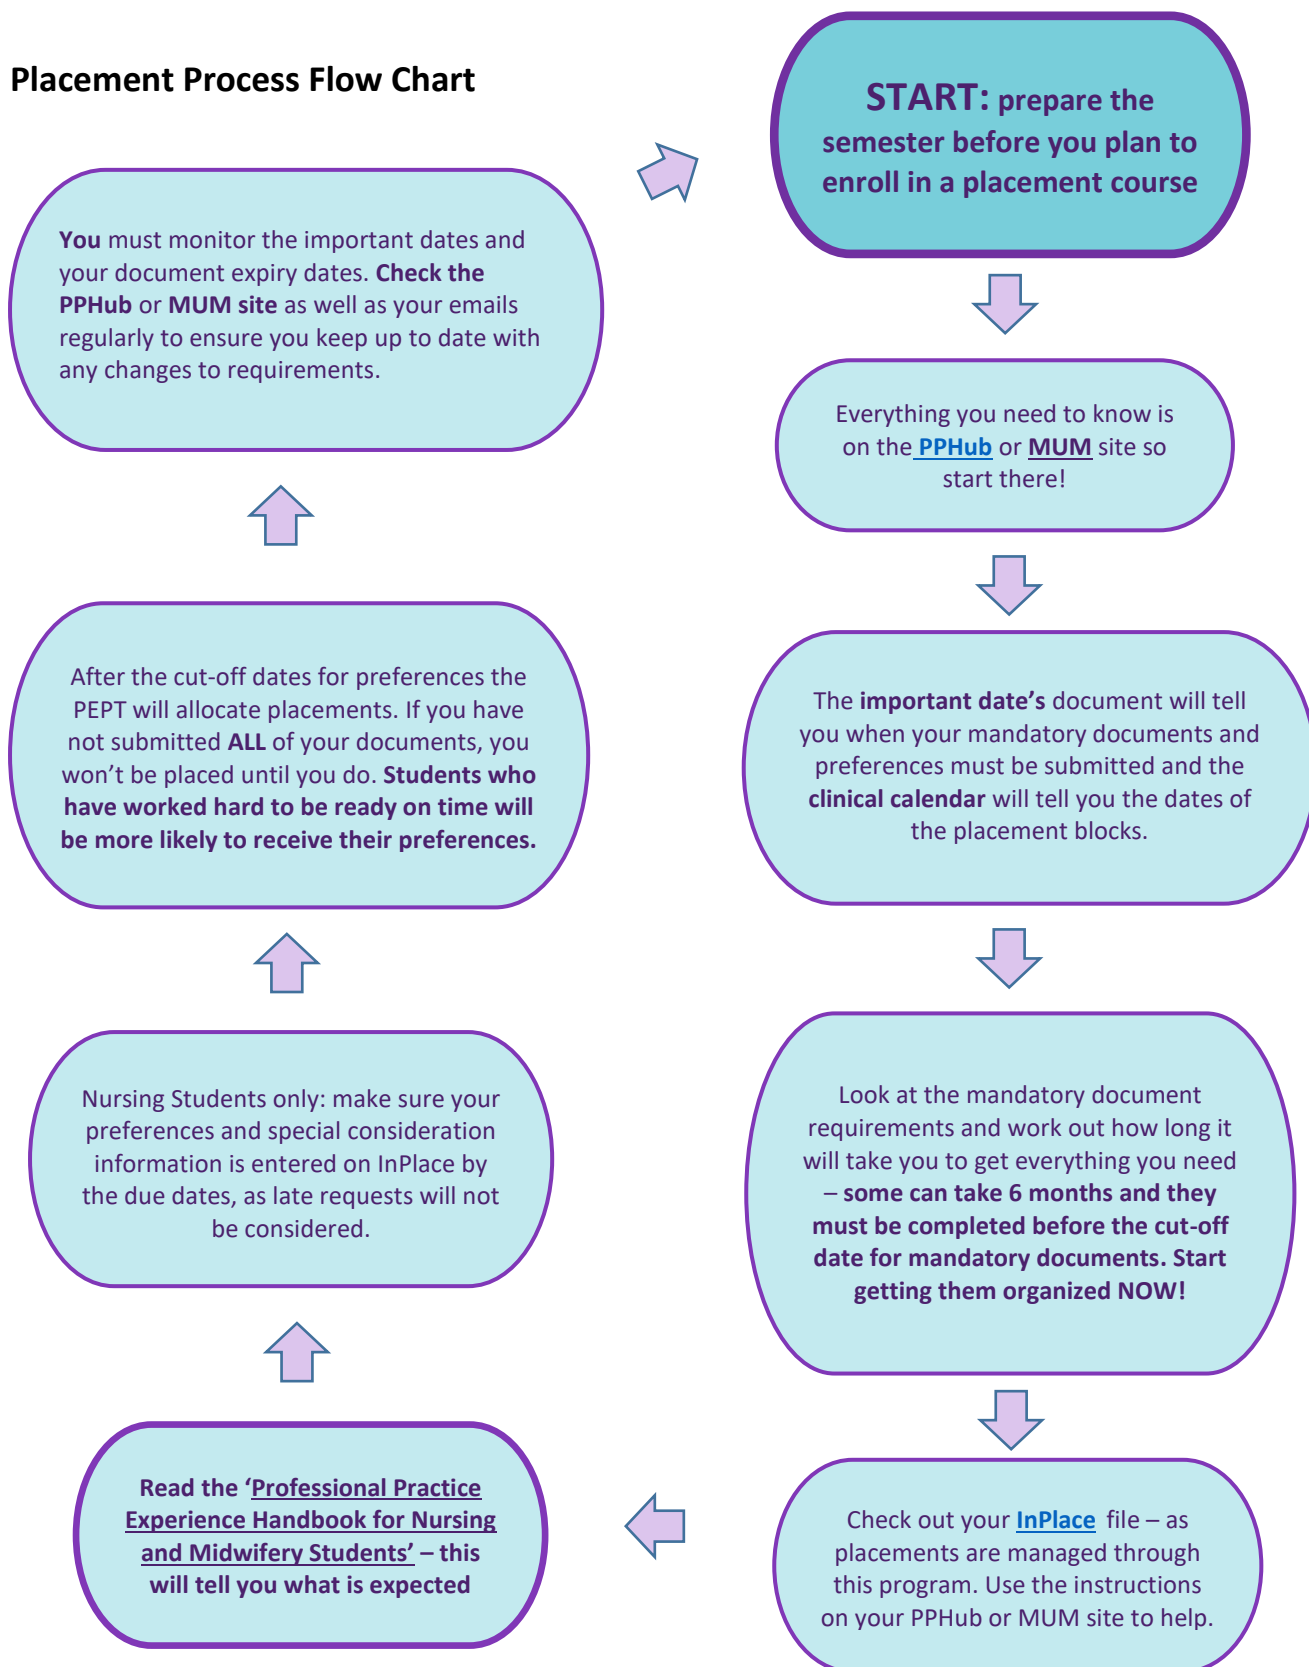 Placement Process Flow Chart
START: prepare the
semester before you plan to
enroll in a placement course
Everything you need to know is
on the PPHub or MUM site so
start there!
The important date's document will tell
you when your mandatory documents and
preferences must be submitted and the
clinical calendar will tell you the dates of
the placement blocks.
Look at the mandatory document
requirements and work out how long it
will take you to get everything you need
– some can take 6 months and they
must be completed before the cut-off
date for mandatory documents. Start
getting them organized NOW!
Check out your InPlace file – as
placements are managed through
this program. Use the instructions
on your PPHub or MUM site to help.
Read the ‘Professional Practice
Experience Handbook for Nursing
and Midwifery Students’ – this
will tell you what is expected
Nursing Students only: make sure your
preferences and special consideration
information is entered on InPlace by
the due dates, as late requests will not
be considered.
After the cut-off dates for preferences the
PEPT will allocate placements. If you have
not submitted ALL of your documents, you
won’t be placed until you do. Students who
have worked hard to be ready on time will
be more likely to receive their preferences.
You must monitor the important dates and
your document expiry dates. Check the
PPHub or MUM site as well as your emails
regularly to ensure you keep up to date with
any changes to requirements.